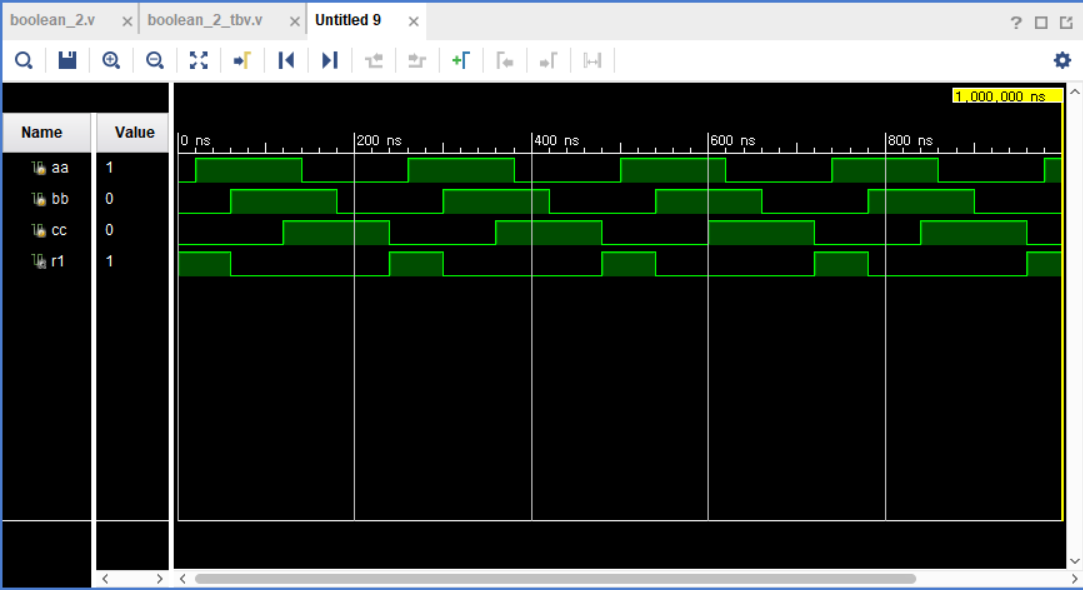 boolean_2.v × boolean_2_tbv.v × Untitled 9 ×
?
1,000,000 ns
Name Value
0 ns 200 ns 400 ns 600 ns 800 ns
aa 1
bb 0
cc 0
r1 1